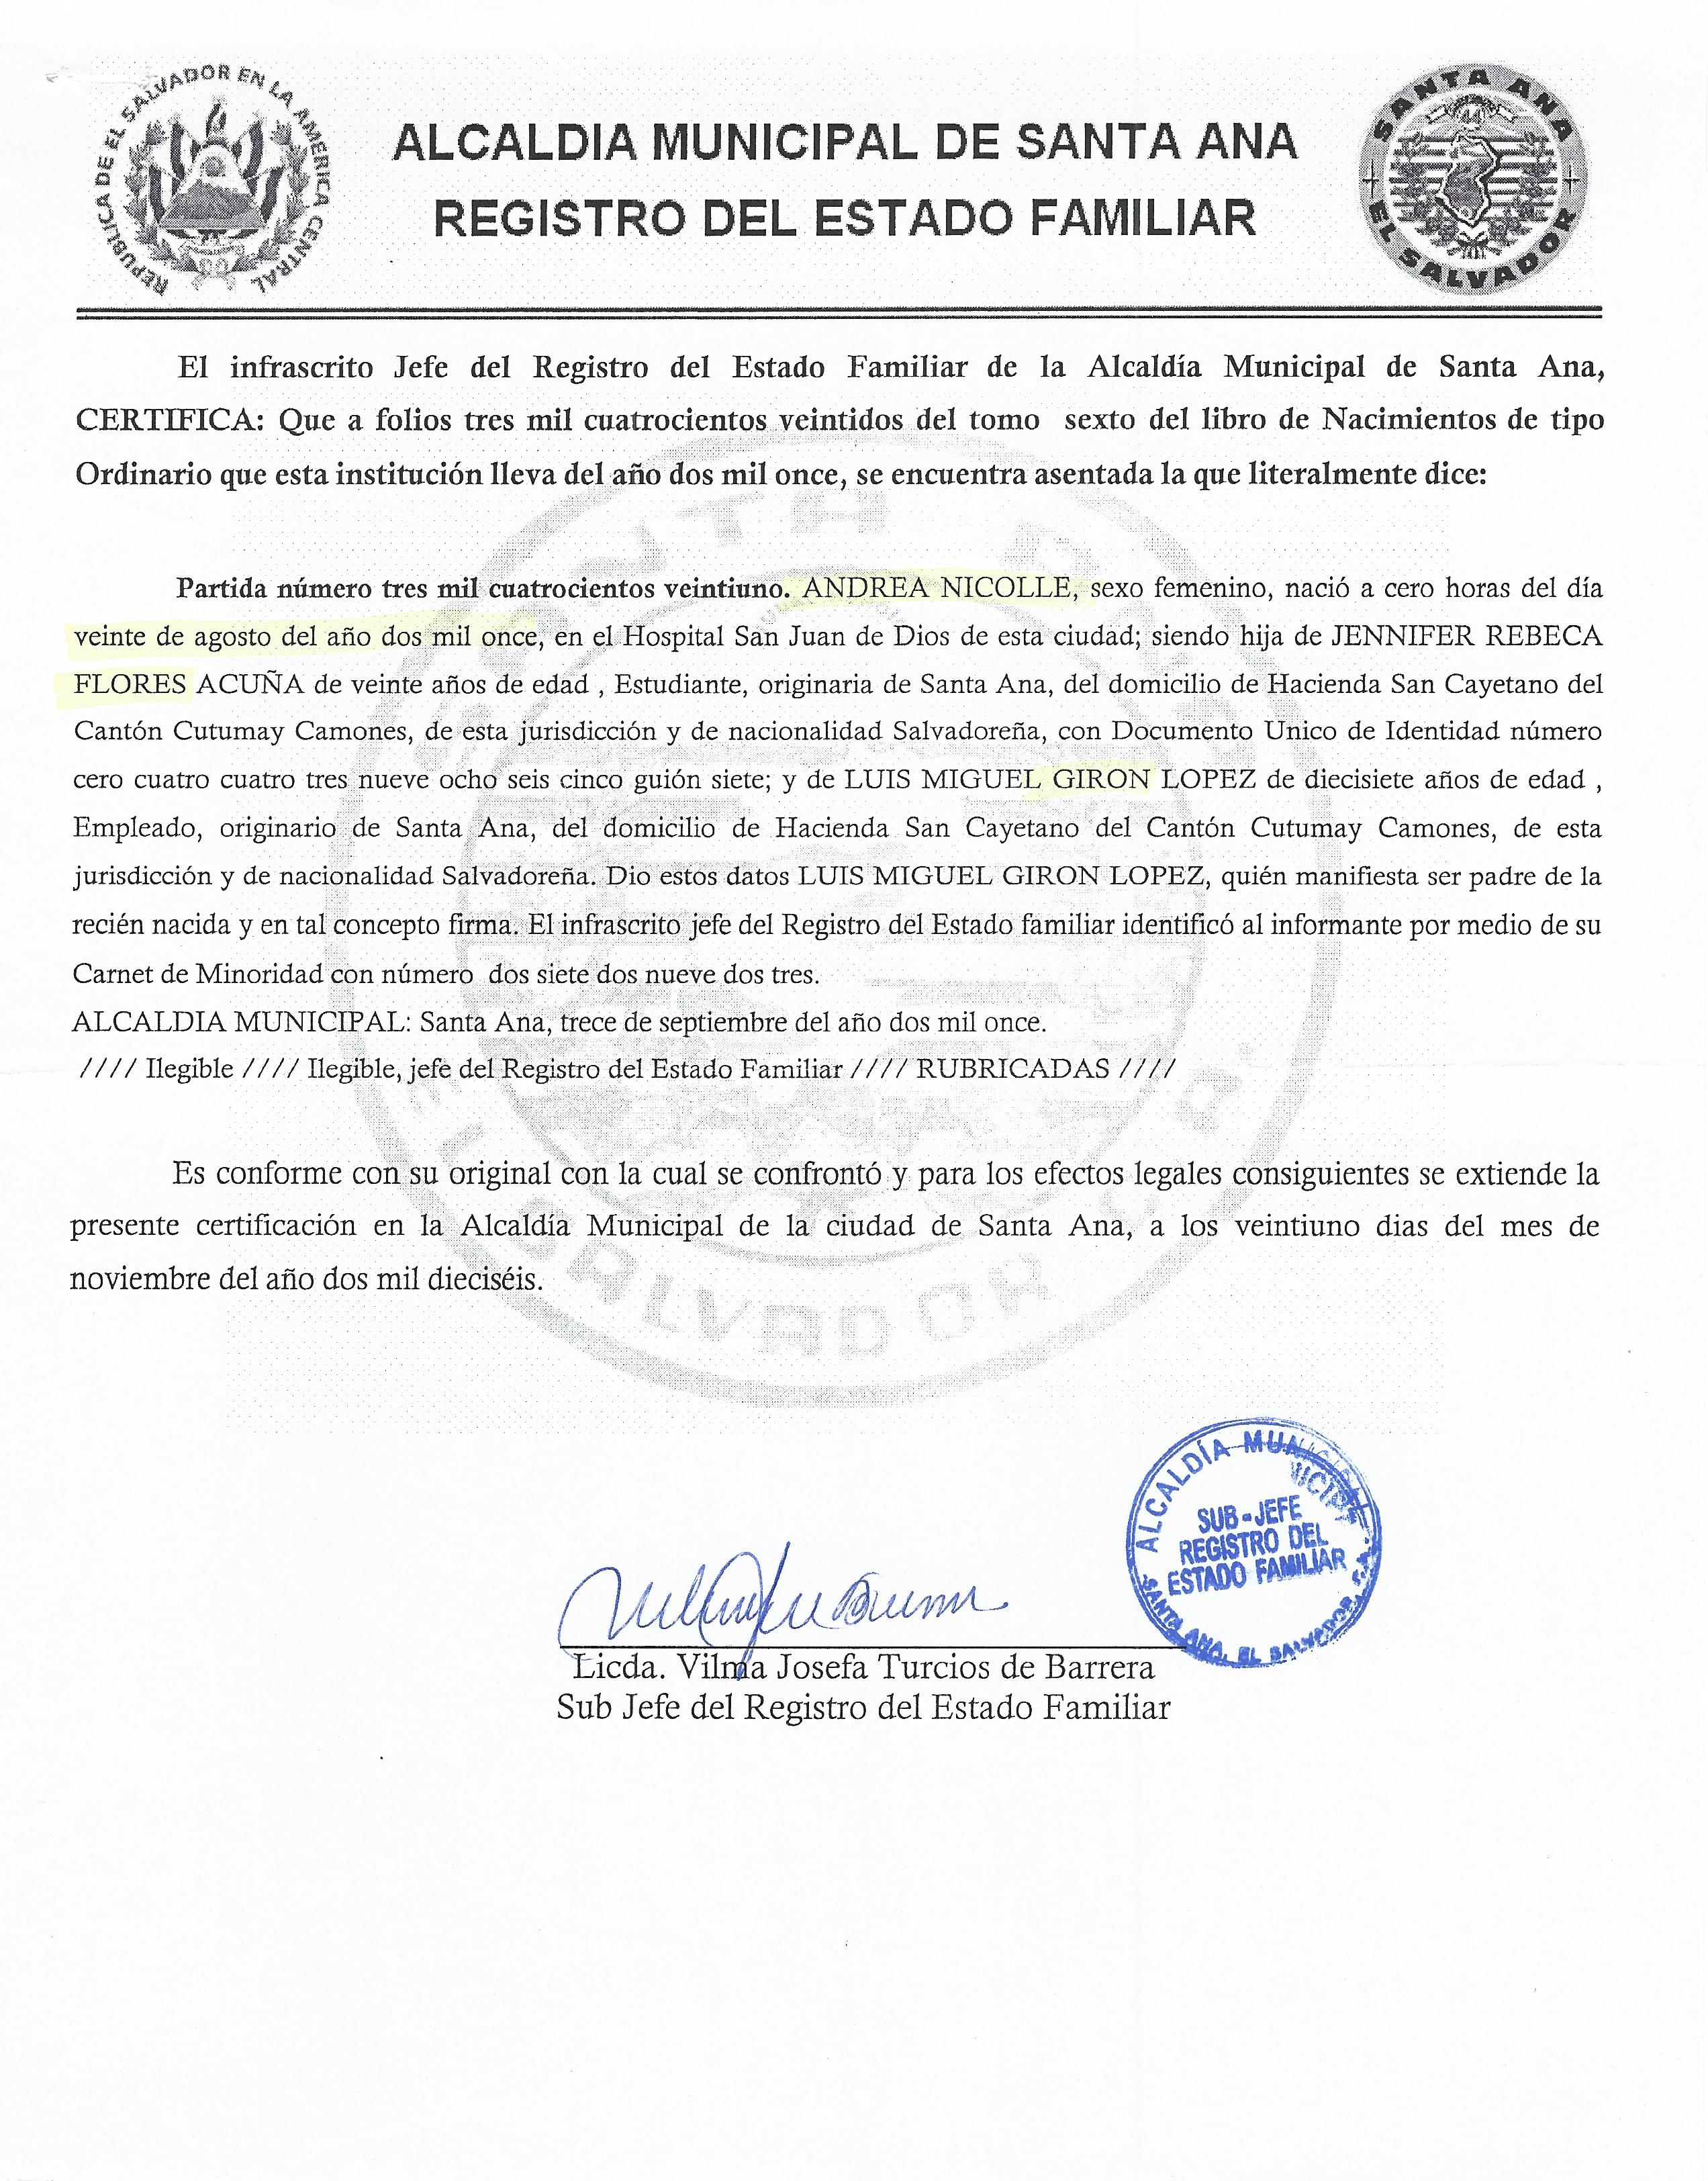 REPUBLICA DE EL SALVADOR EN LA AMERICA CENTRAL
SANTA ANA
EL SALVADOR
ALCALDIA MUNICIPAL DE SANTA ANA
REGISTRO DEL ESTADO FAMILIAR
El infrascrito Jefe del Registro del Estado Familiar de la Alcaldía Municipal de Santa Ana,
CERTIFICA: Que a folios tres mil cuatrocientos veintidos del tomo sexto del libro de Nacimientos de tipo
Ordinario que esta institución lleva del año dos mil once, se encuentra asentada la que literalmente dice:
Partida número tres mil cuatrocientos veintiuno. ANDREA NICOLLE, sexo femenino, nació a cero horas del día
veinte de agosto del año dos mil once, en el Hospital San Juan de Dios de esta ciudad; siendo hija de JENNIFER REBECA
FLORES ACUÑA de veinte años de edad , Estudiante, originaria de Santa Ana, del domicilio de Hacienda San Cayetano del
Cantón Cutumay Camones, de esta jurisdicción y de nacionalidad Salvadoreña, con Documento Unico de Identidad número
cero cuatro cuatro tres nueve ocho seis cinco guión siete; y de LUIS MIGUEL GIRON LOPEZ de diecisiete años de edad ,
Empleado, originario de Santa Ana, del domicilio de Hacienda San Cayetano del Cantón Cutumay Camones, de esta
jurisdicción y de nacionalidad Salvadoreña. Dio estos datos LUIS MIGUEL GIRON LOPEZ, quién manifiesta ser padre de la
recién nacida y en tal concepto firma. El infrascrito jefe del Registro del Estado familiar identificó al informante por medio de su
Carnet de Minoridad con número dos siete dos nueve dos tres.
ALCALDIA MUNICIPAL: Santa Ana, trece de septiembre del año dos mil once.
//// Ilegible //// Ilegible, jefe del Registro del Estado Familiar //// RUBRICADAS ////
Es conforme con su original con la cual se confrontó y para los efectos legales consiguientes se extiende la
presente certificación en la Alcaldía Municipal de la ciudad de Santa Ana, a los veintiuno dias del mes de
noviembre del año dos mil dieciséis.
ALCALDÍA MUNICIPAL
SUB-JEFE
REGISTRO DEL
ESTADO FAMILIAR
SANTA ANA, EL SALVADOR, C.A.
Licda. Vilma Josefa Turcios de Barrera
Sub Jefe del Registro del Estado Familiar